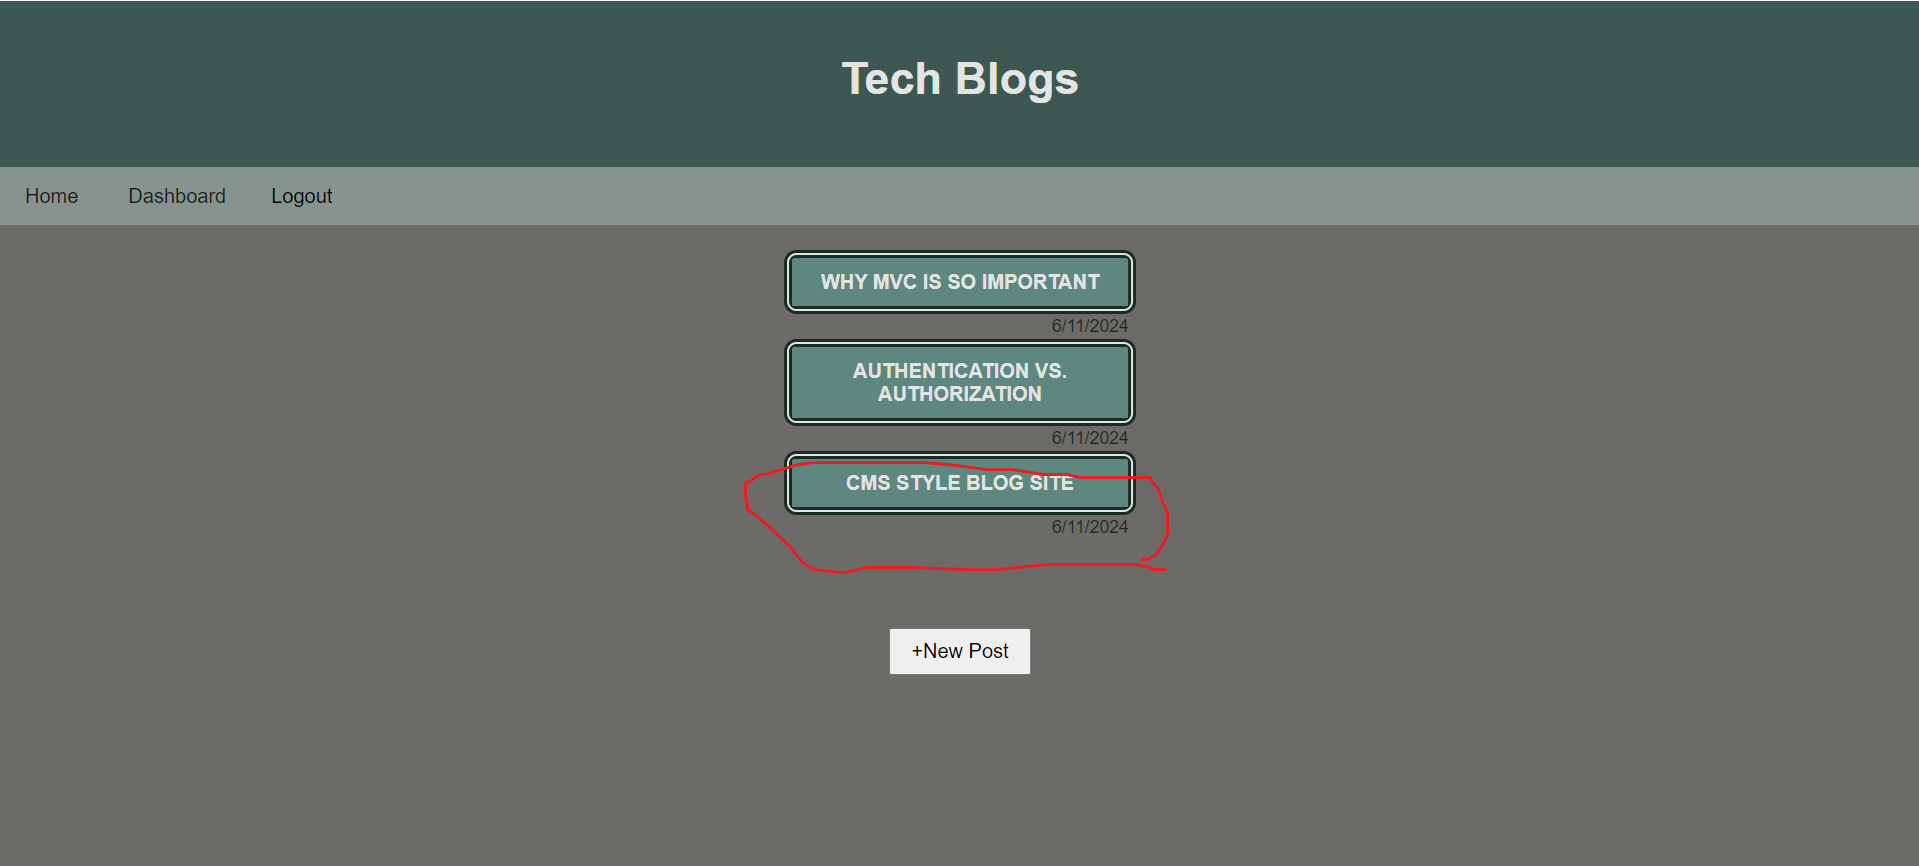 Tech Blogs
Home Dashboard Logout
WHY MVC IS SO IMPORTANT
6/11/2024
AUTHENTICATION VS.
AUTHORIZATION
6/11/2024
CMS STYLE BLOG SITE
6/11/2024
+New Post